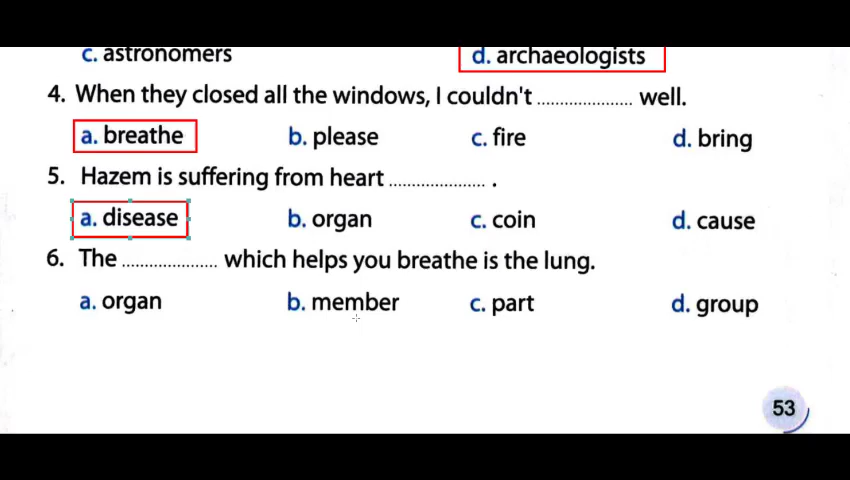 c. astronomers d. archaeologists
4. When they closed all the windows, I couldn't ..................... well.
a. breathe b. please c. fire d. bring
5. Hazem is suffering from heart ..................... .
a. disease b. organ c. coin d. cause
6. The ..................... which helps you breathe is the lung.
a. organ b. member c. part d. group
53